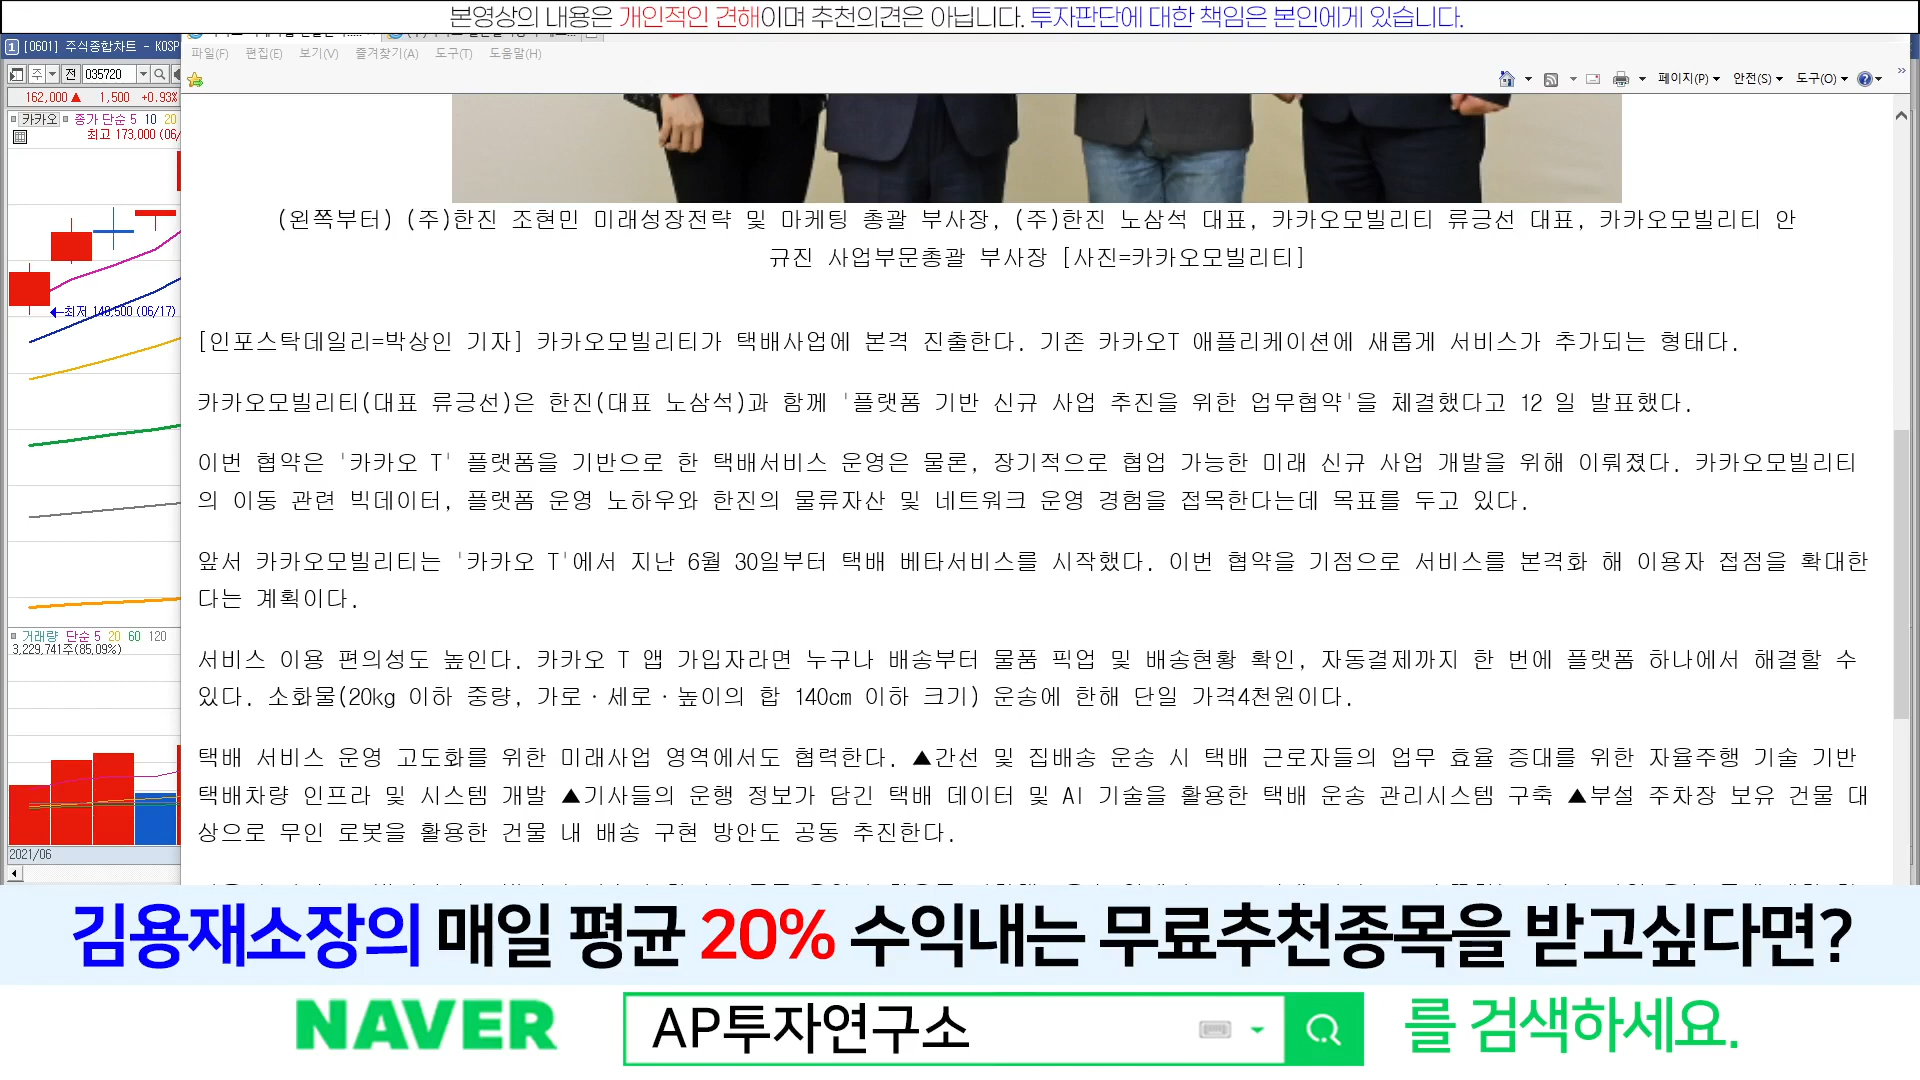 본영상의 내용은 개인적인 견해이며 추천의견은 아닙니다. 투자판단에 대한 책임은 본인에게 있습니다.
1 [0601] 주식종합차트 - KOSP
파일(F) 편집(E) 보기(V) 즐겨찾기(A) 도구(T) 도움말(H)
주 전 035720
페이지(P) 안전(S) 도구(O)
162,000 ▲ 1,500 +0.93%
카카오 종가 단순 5 10 20
최고 173,000 (06/
(왼쪽부터) (주)한진 조현민 미래성장전략 및 마케팅 총괄 부사장, (주)한진 노삼석 대표, 카카오모빌리티 류긍선 대표, 카카오모빌리티 안
규진 사업부문총괄 부사장 [사진=카카오모빌리티]
최저 148,500 (06/17)
[인포스탁데일리=박상인 기자] 카카오모빌리티가 택배사업에 본격 진출한다. 기존 카카오T 애플리케이션에 새롭게 서비스가 추가되는 형태다.
카카오모빌리티(대표 류긍선)은 한진(대표 노삼석)과 함께 '플랫폼 기반 신규 사업 추진을 위한 업무협약'을 체결했다고 12 일 발표했다.
이번 협약은 '카카오 T' 플랫폼을 기반으로 한 택배서비스 운영은 물론, 장기적으로 협업 가능한 미래 신규 사업 개발을 위해 이뤄졌다. 카카오모빌리티
의 이동 관련 빅데이터, 플랫폼 운영 노하우와 한진의 물류자산 및 네트워크 운영 경험을 접목한다는데 목표를 두고 있다.
앞서 카카오모빌리티는 '카카오 T'에서 지난 6월 30일부터 택배 베타서비스를 시작했다. 이번 협약을 기점으로 서비스를 본격화 해 이용자 접점을 확대한
다는 계획이다.
거래량 단순 5 20 60 120
3,229,741주(85.09%)
서비스 이용 편의성도 높인다. 카카오 T 앱 가입자라면 누구나 배송부터 물품 픽업 및 배송현황 확인, 자동결제까지 한 번에 플랫폼 하나에서 해결할 수
있다. 소화물(20kg 이하 중량, 가로·세로·높이의 합 140cm 이하 크기) 운송에 한해 단일 가격4천원이다.
택배 서비스 운영 고도화를 위한 미래사업 영역에서도 협력한다. ▲간선 및 집배송 운송 시 택배 근로자들의 업무 효율 증대를 위한 자율주행 기술 기반
택배차량 인프라 및 시스템 개발 ▲기사들의 운행 정보가 담긴 택배 데이터 및 AI 기술을 활용한 택배 운송 관리시스템 구축 ▲부설 주차장 보유 건물 대
상으로 무인 로봇을 활용한 건물 내 배송 구현 방안도 공동 추진한다.
2021/06
김용재소장의 매일 평균 20% 수익내는 무료추천종목을 받고싶다면?
NAVER AP투자연구소 를 검색하세요.